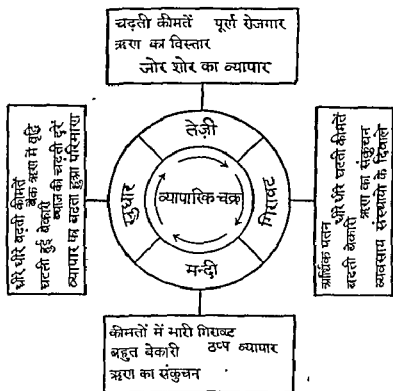 चढ़ती कीमतें पूर्ण रोजगार
ऋण का विस्तार
जोर शोर का व्यापार
तेज़ी
धीरे धीरे चढ़ती कीमतें
बैंक ऋण में वृद्धि
घटती हुई बेकारी
ब्याज की चढ़ती दरें
व्यापार का बढ़ता हुआ परिमाण
सुधार
व्यापारिक चक्र
गिरावट
आर्थिक पतन धीरे धीरे घटती कीमतें
बढ़ती बेकारी
ऋण का संकुचन
व्यवसाय संस्थाओं के दिवाले
मन्दी
कीमतों में भारी गिरावट
बहुत बेकारी ठप्प व्यापार
ऋण का संकुचन